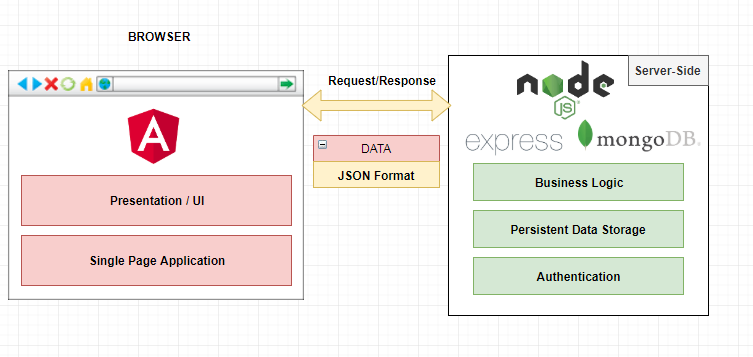 BROWSER
Request/Response
Server-Side
node
JS
express
mongoDB.
A
DATA
JSON Format
Presentation / UI
Single Page Application
Business Logic
Persistent Data Storage
Authentication